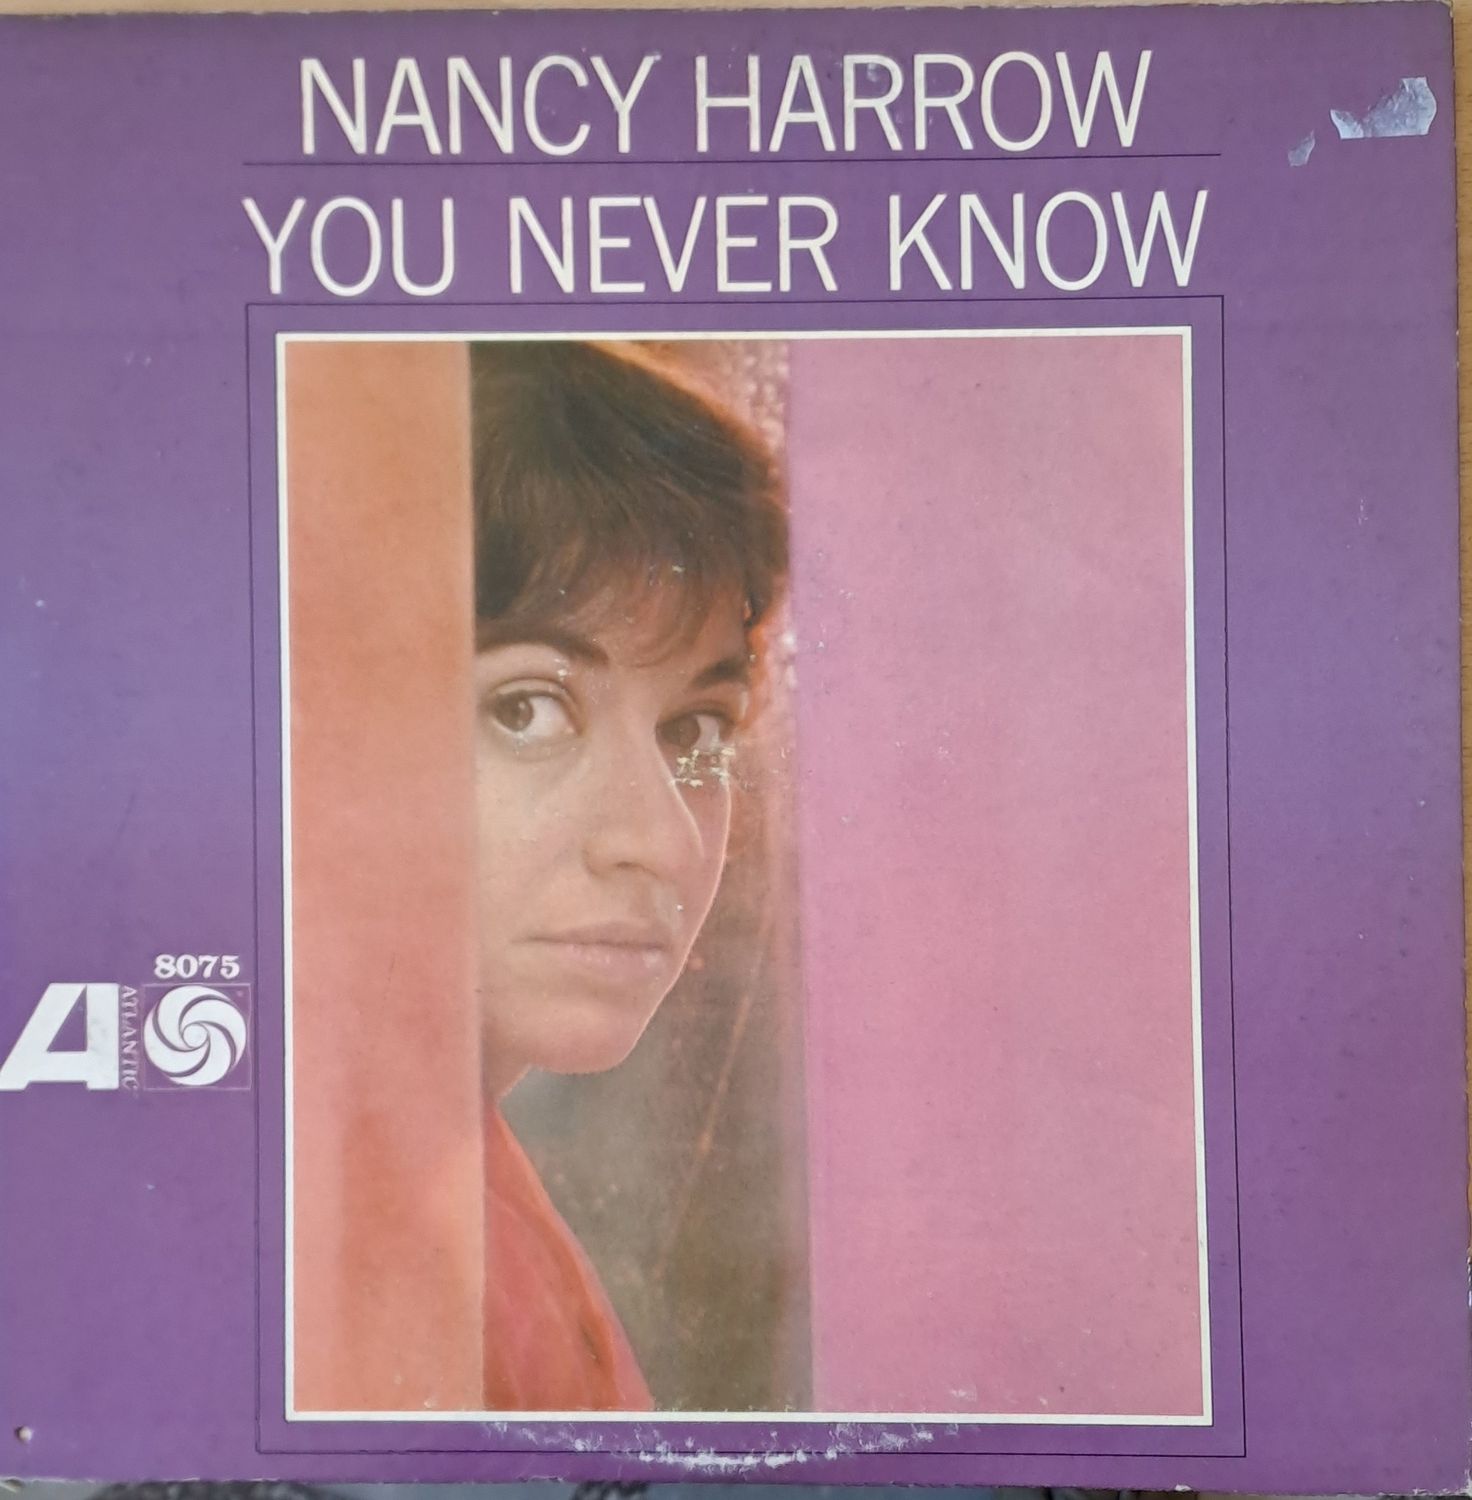 NANCY HARROW
YOU NEVER KNOW
8075
A ATLANTIC